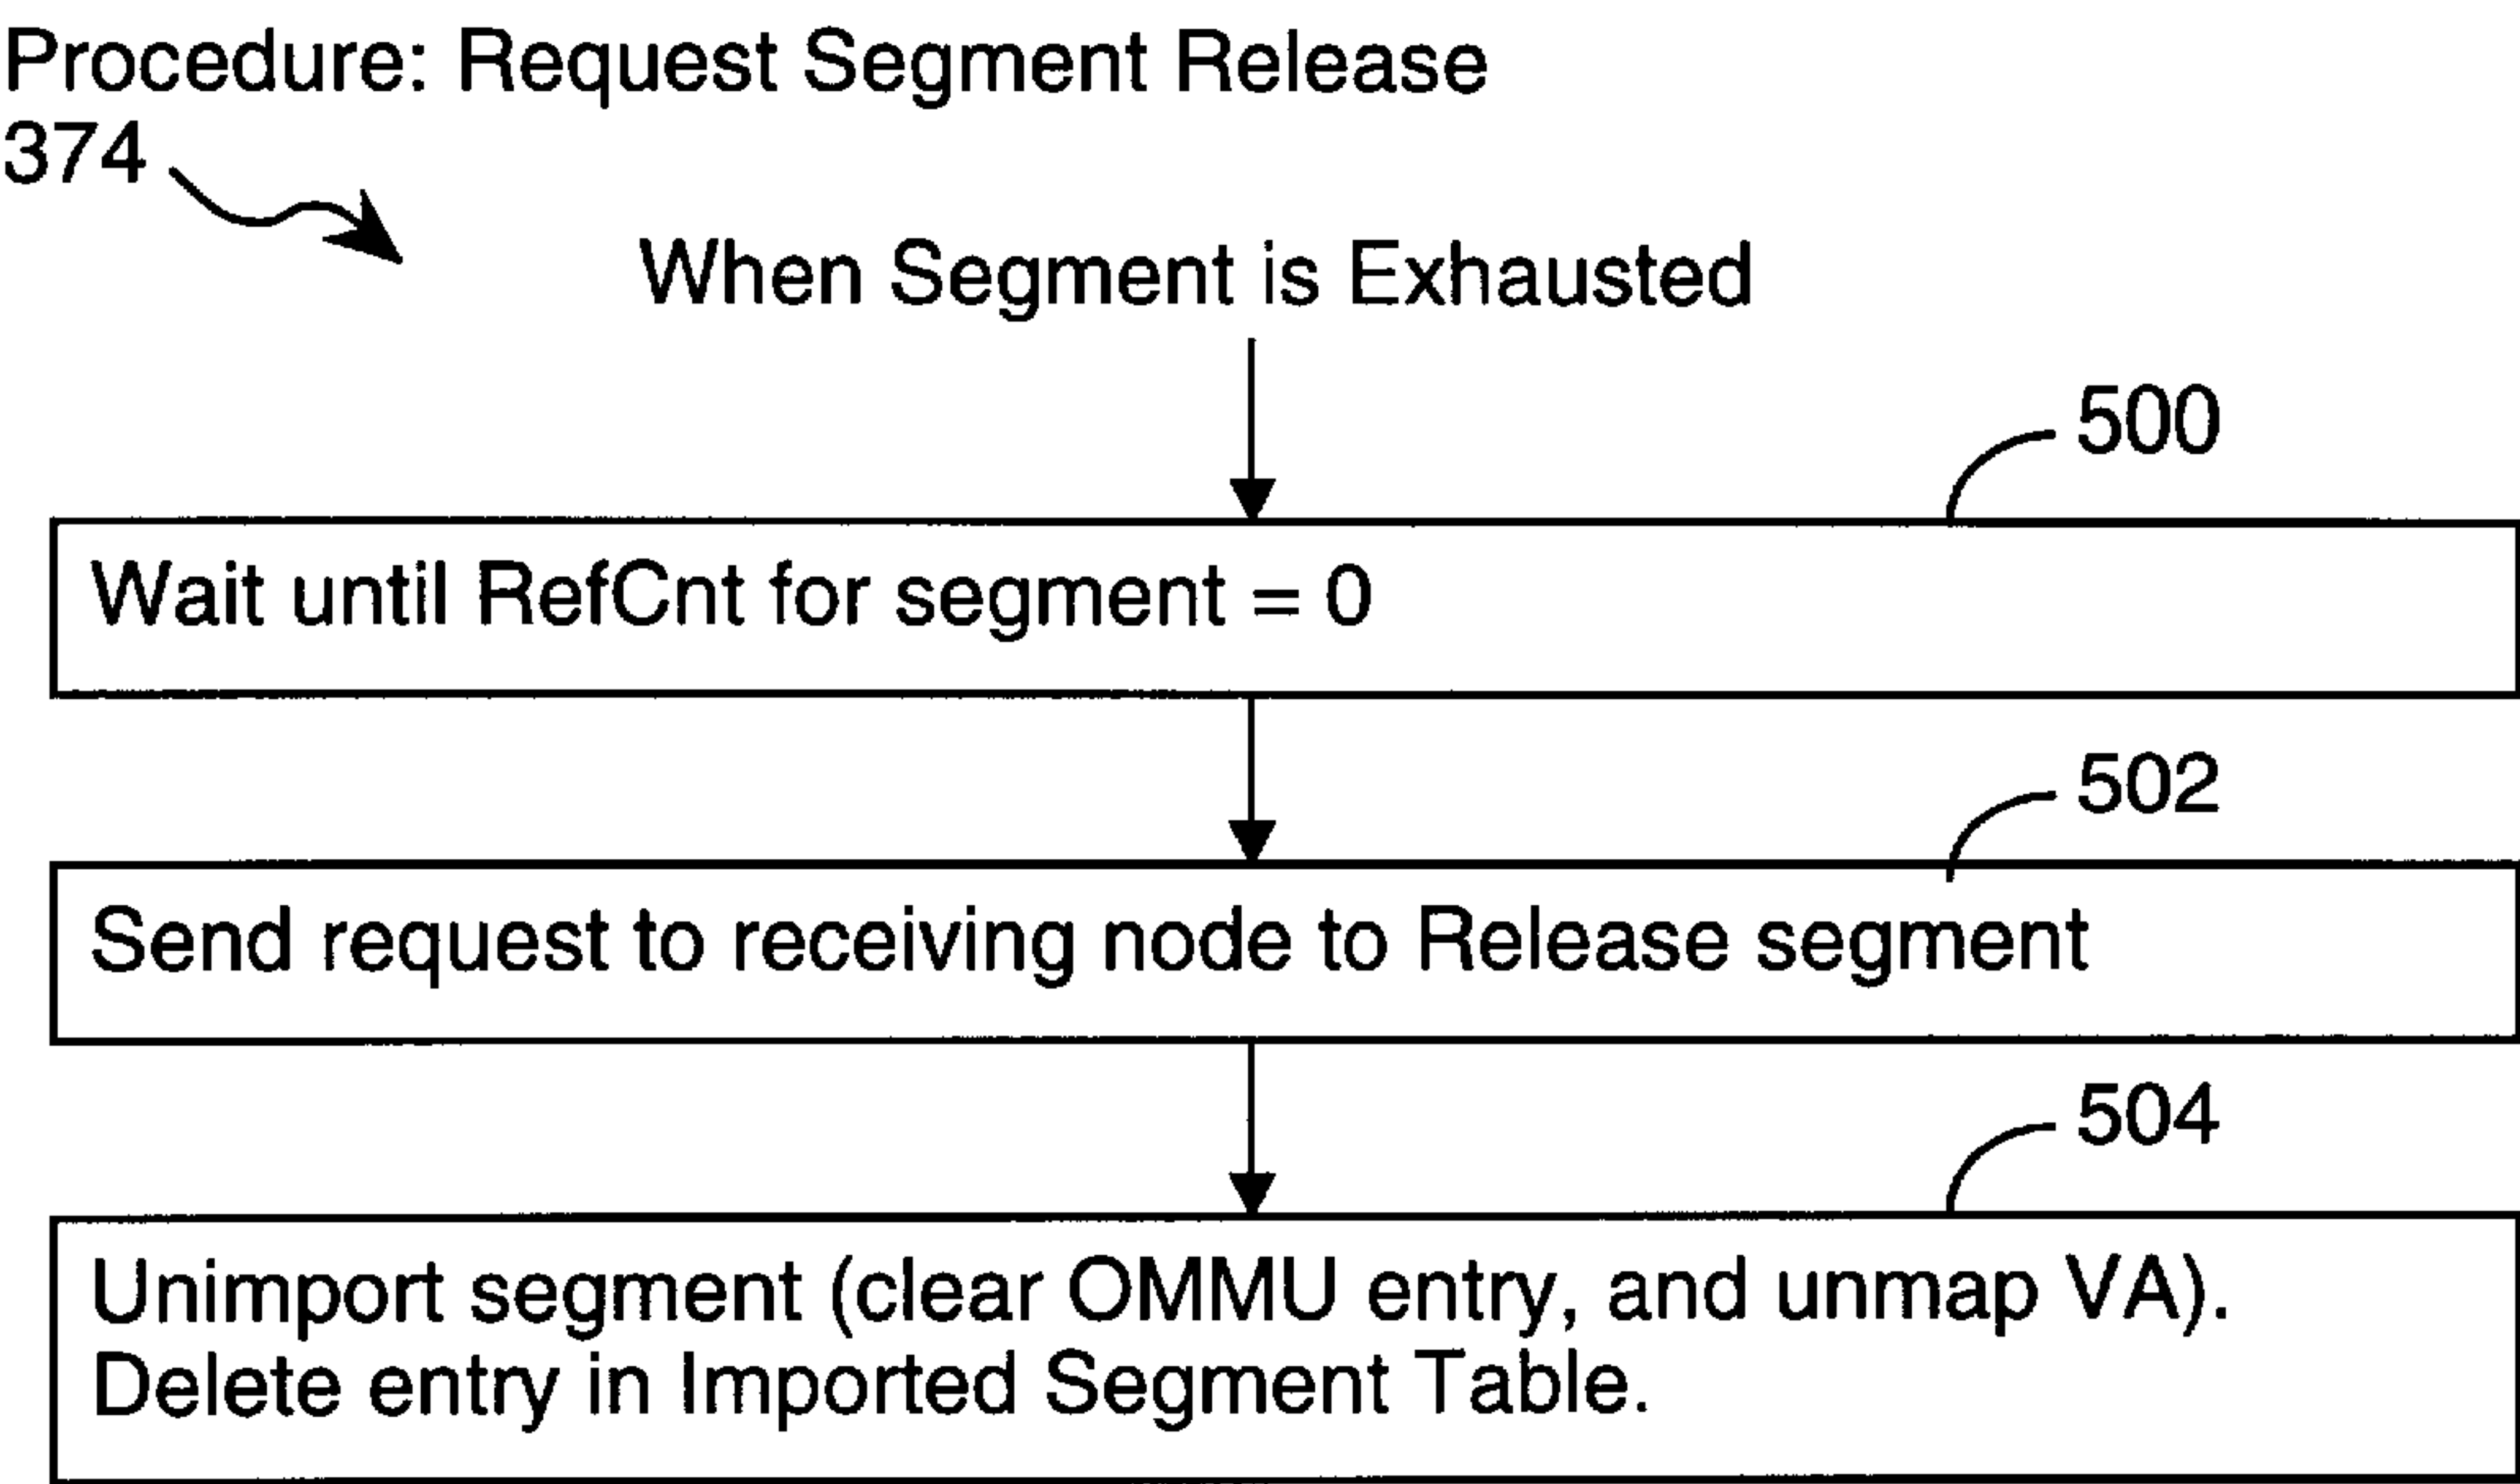 Procedure: Request Segment Release
374
When Segment is Exhausted
500
Wait until RefCnt for segment = 0
502
Send request to receiving node to Release segment
504
Unimport segment (clear OMMU entry, and unmap VA).
Delete entry in Imported Segment Table.